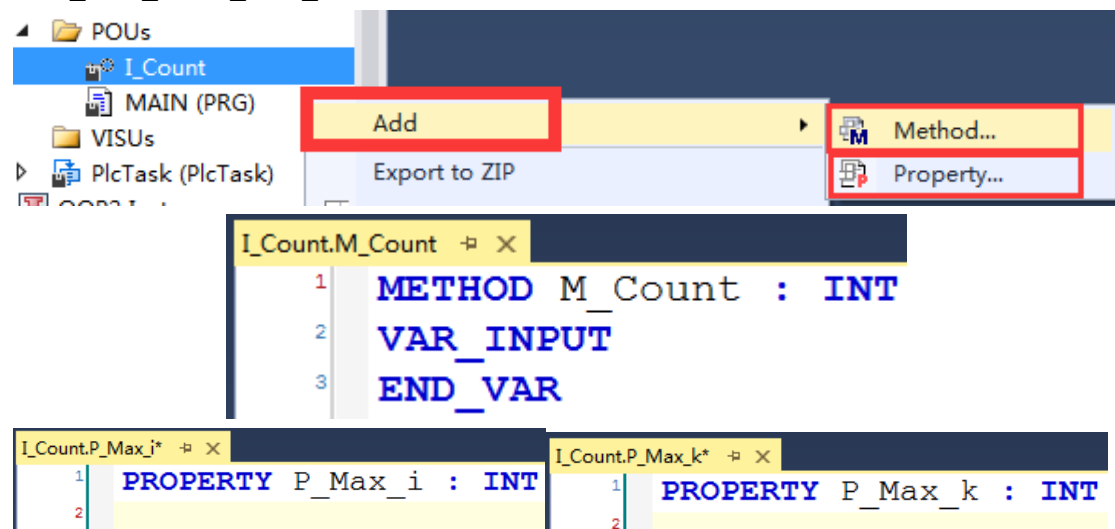 POUs
I_Count
MAIN (PRG)
Add
Method...
VISUs
PlcTask (PlcTask)
Export to ZIP
Property...
I_Count.M_Count
1 METHOD M_Count : INT
2 VAR_INPUT
3 END_VAR
I_Count.P_Max_i*
1 PROPERTY P_Max_i : INT
2
I_Count.P_Max_k*
1 PROPERTY P_Max_k : INT
2